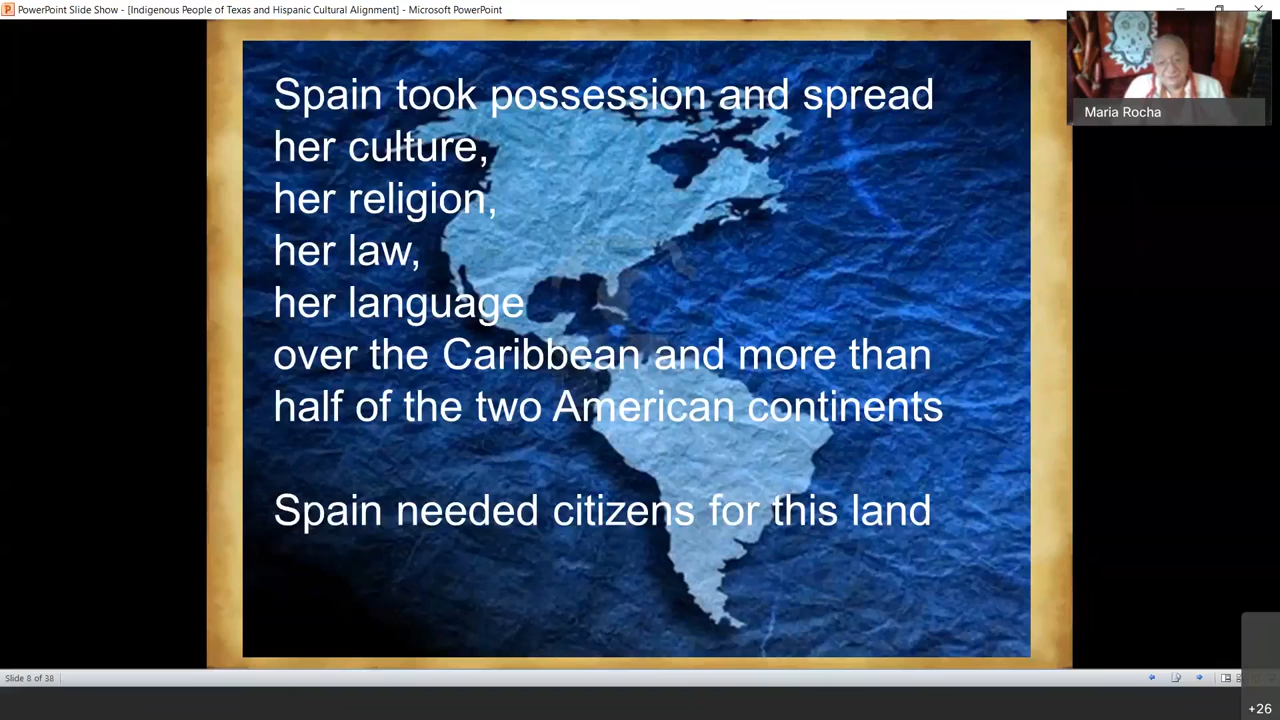 PowerPoint Slide Show - [Indigenous People of Texas and Hispanic Cultural Alignment] - Microsoft PowerPoint
Maria Rocha
Spain took possession and spread
her culture,
her religion,
her law,
her language
over the Caribbean and more than
half of the two American continents
Spain needed citizens for this land
Slide 8 of 38
+26